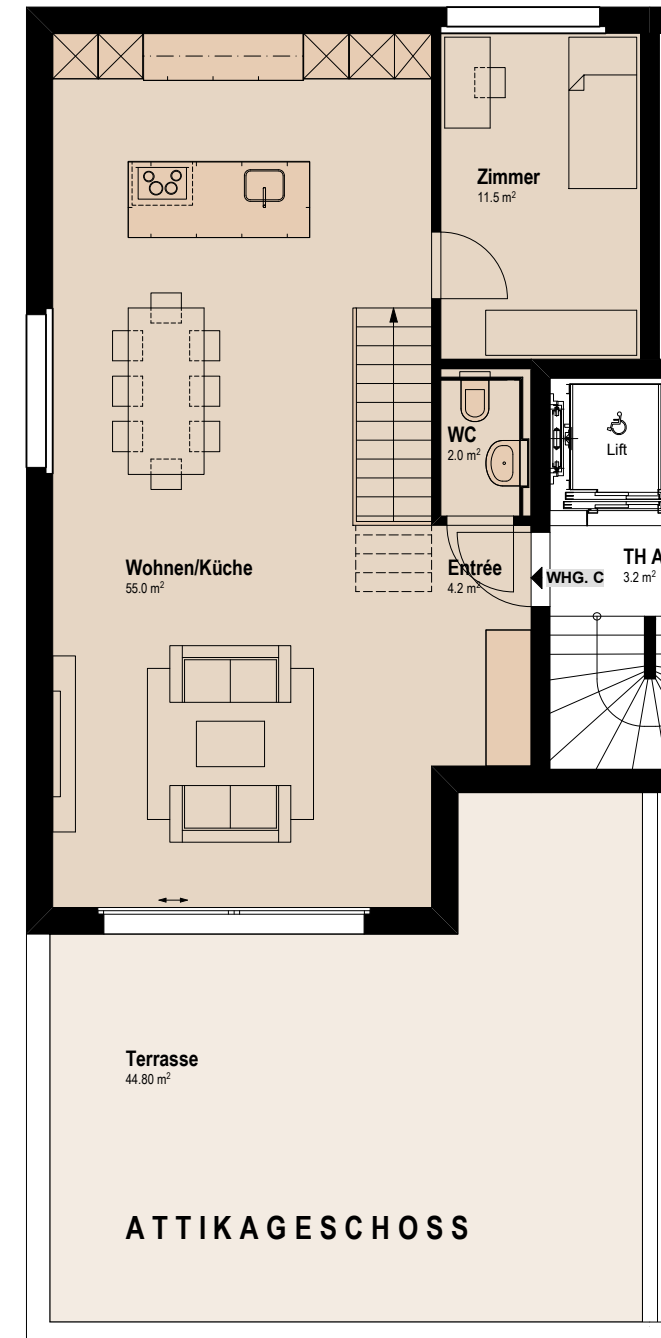 Zimmer
11.5 m²
WC
2.0 m²
Lift
Wohnen/Küche
55.0 m²
Entrée
4.2 m²
WHG. C
TH A
3.2 m²
Terrasse
44.80 m²
ATTIKAGESCHOSS